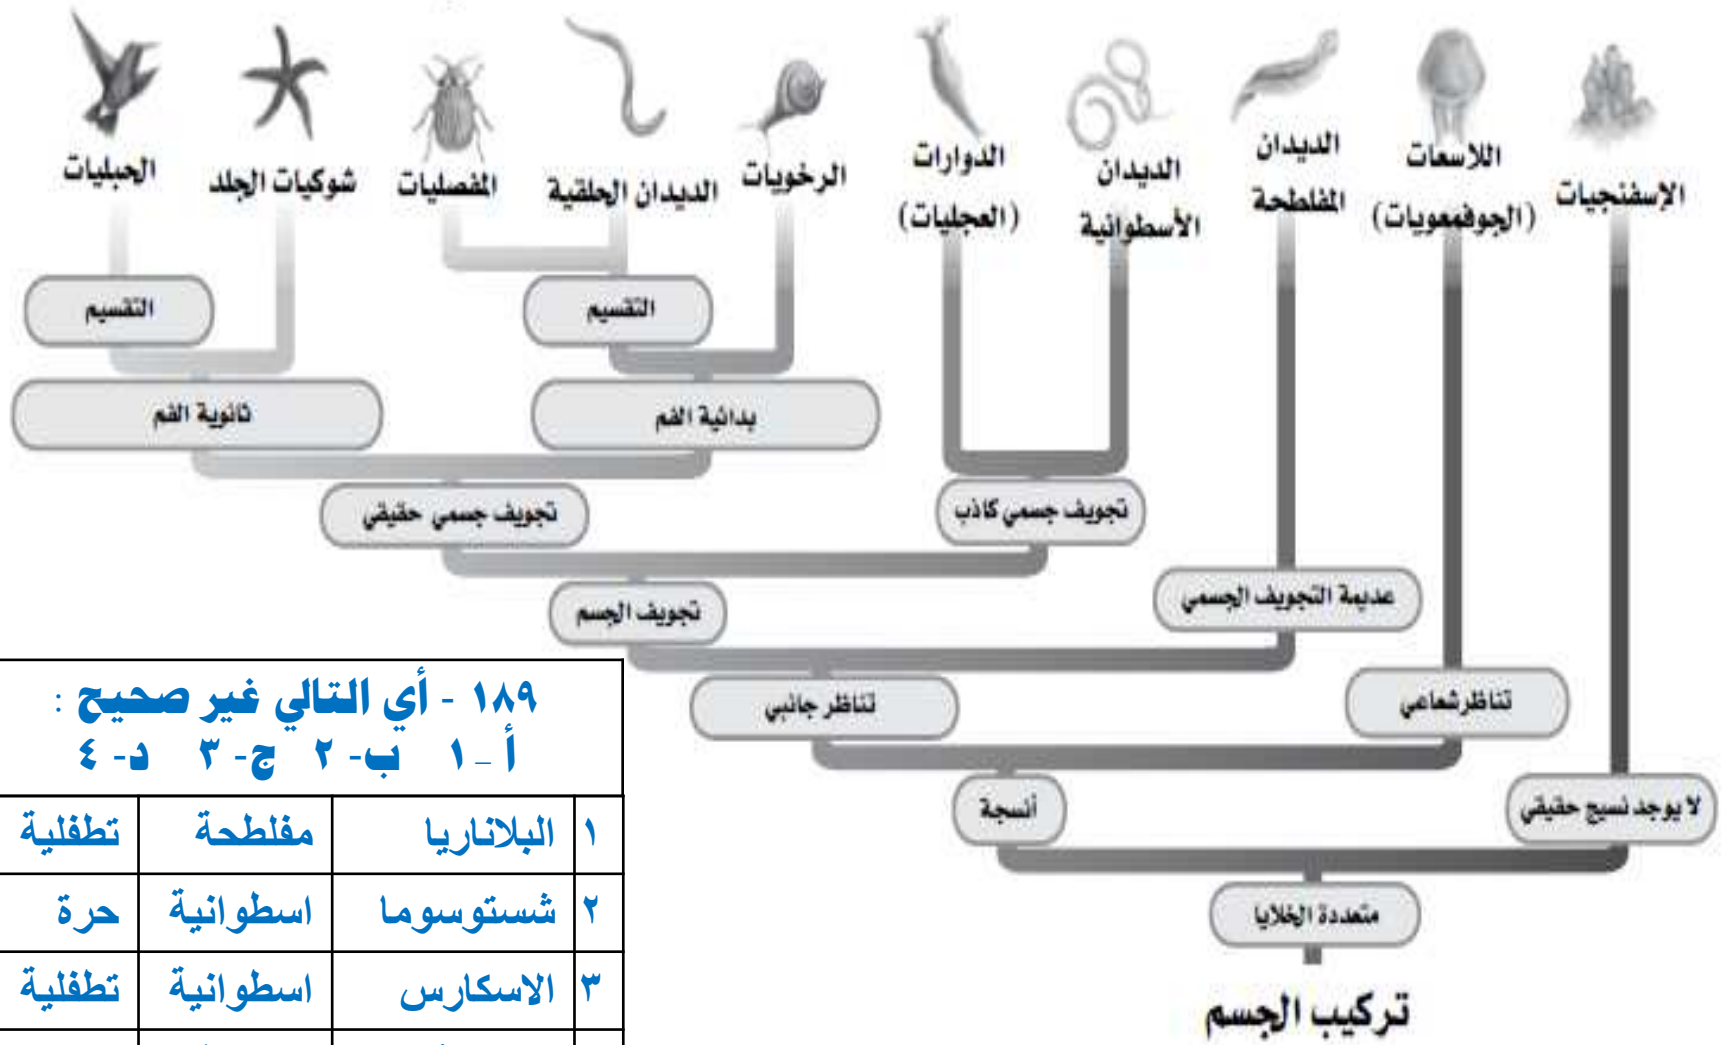 الحبليات
شوكيات الجلد
المفصليات
الديدان الحلقية
الرخويات
الدوارات
(العجليات)
الديدان
الأسطوانية
الديدان
المفلطحة
اللاسعات
(الجوفمعويات)
الإسفنجيات
التقسيم
التقسيم
ثانوية الفم
بدائية الفم
تجويف جسمي حقيقي
تجويف جسمي كاذب
تجويف الجسم
عديمة التجويف الجسمي
تناظر جانبي
تناظر شعاعي
أنسجة
لا يوجد نسيج حقيقي
متعددة الخلايا
تركيب الجسم
١٨٩ - أي التالي غير صحيح :
أ - ١ ب- ٢ ج- ٣ د- ٤
١ البلاناريا مفلطحة تطفلية
٢ شستوسوما اسطوانية حرة
٣ الاسكارس اسطوانية تطفلية